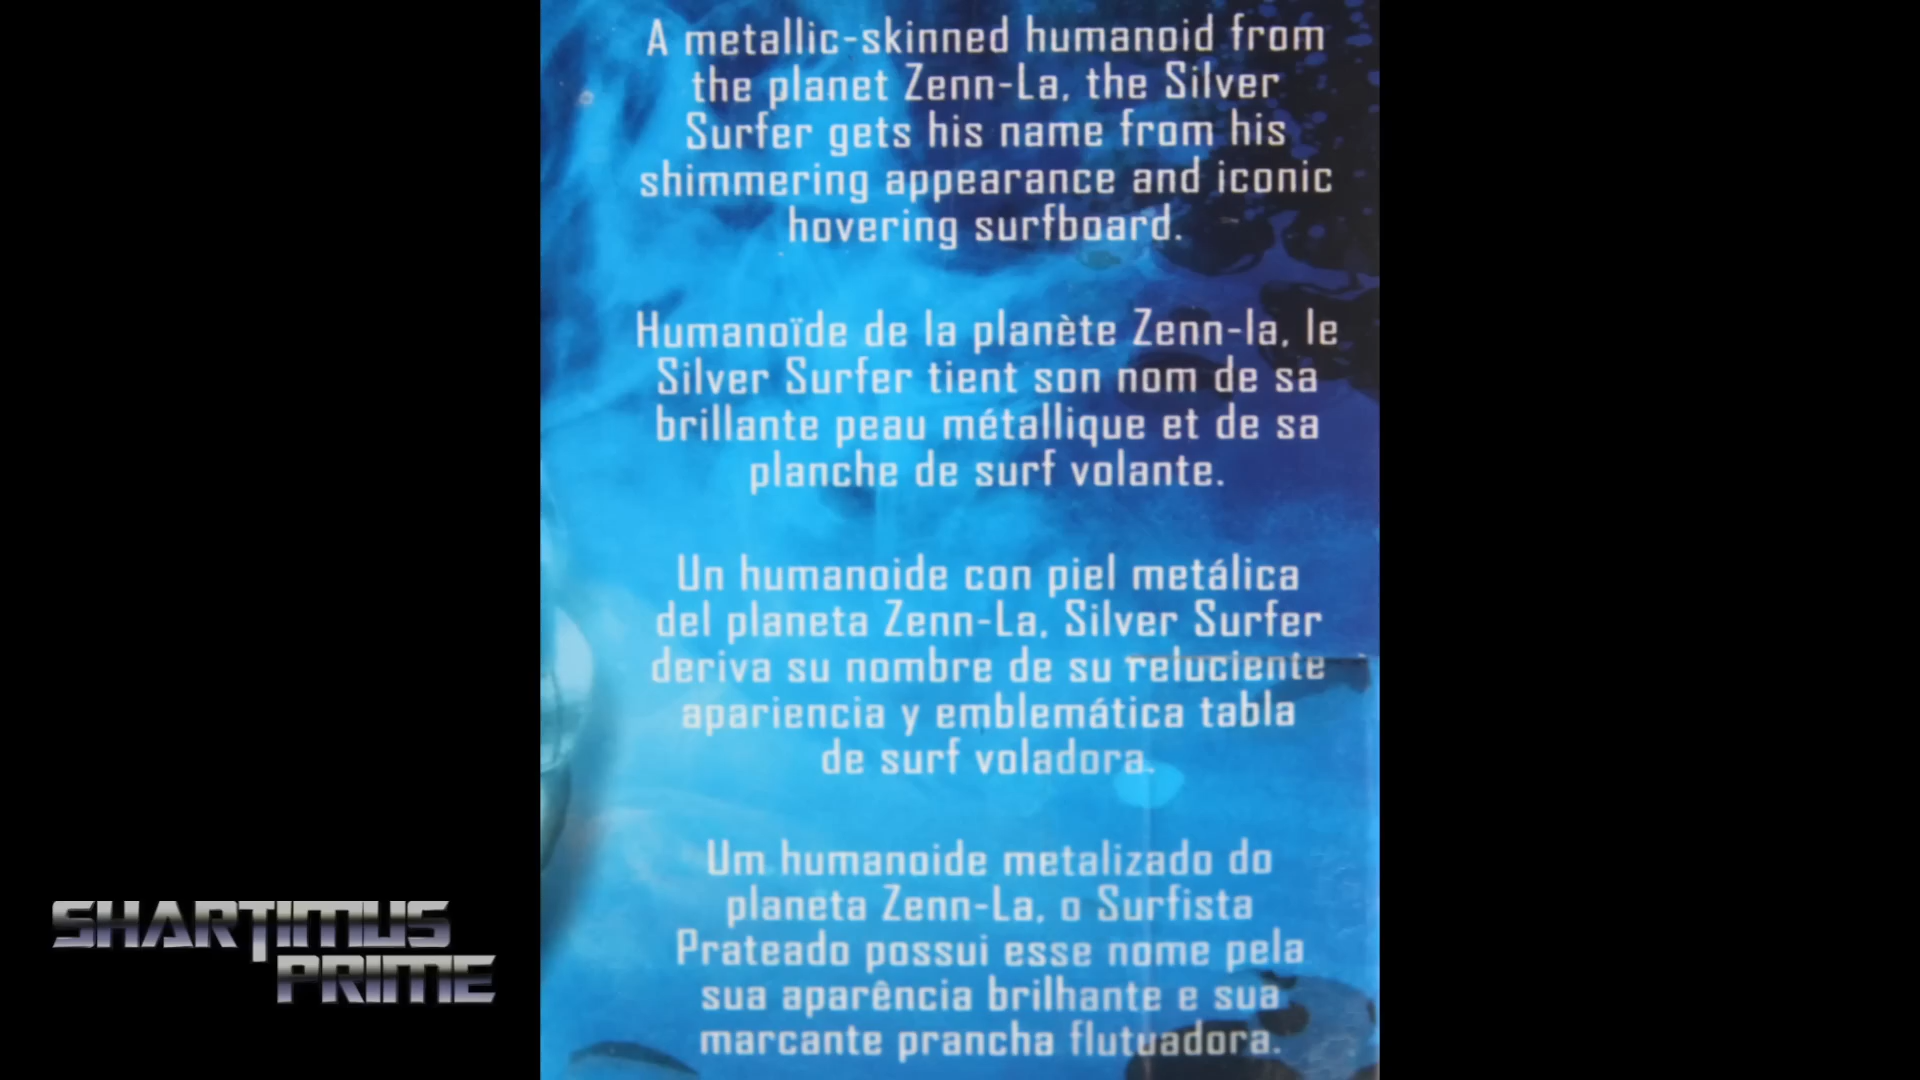 A metallic-skinned humanoid from
the planet Zenn-La, the Silver
Surfer gets his name from his
shimmering appearance and iconic
hovering surfboard.
Humanoïde de la planète Zenn-la, le
Silver Surfer tient son nom de sa
brillante peau métallique et de sa
planche de surf volante.
Un humanoide con piel metálica
del planeta Zenn-La, Silver Surfer
deriva su nombre de su reluciente
apariencia y emblemática tabla
de surf voladora.
Um humanoide metalizado do
planeta Zenn-La, o Surfista
Prateado possui esse nome pela
sua aparência brilhante e sua
marcante prancha flutuadora.
SHARTIMUS
PRIME